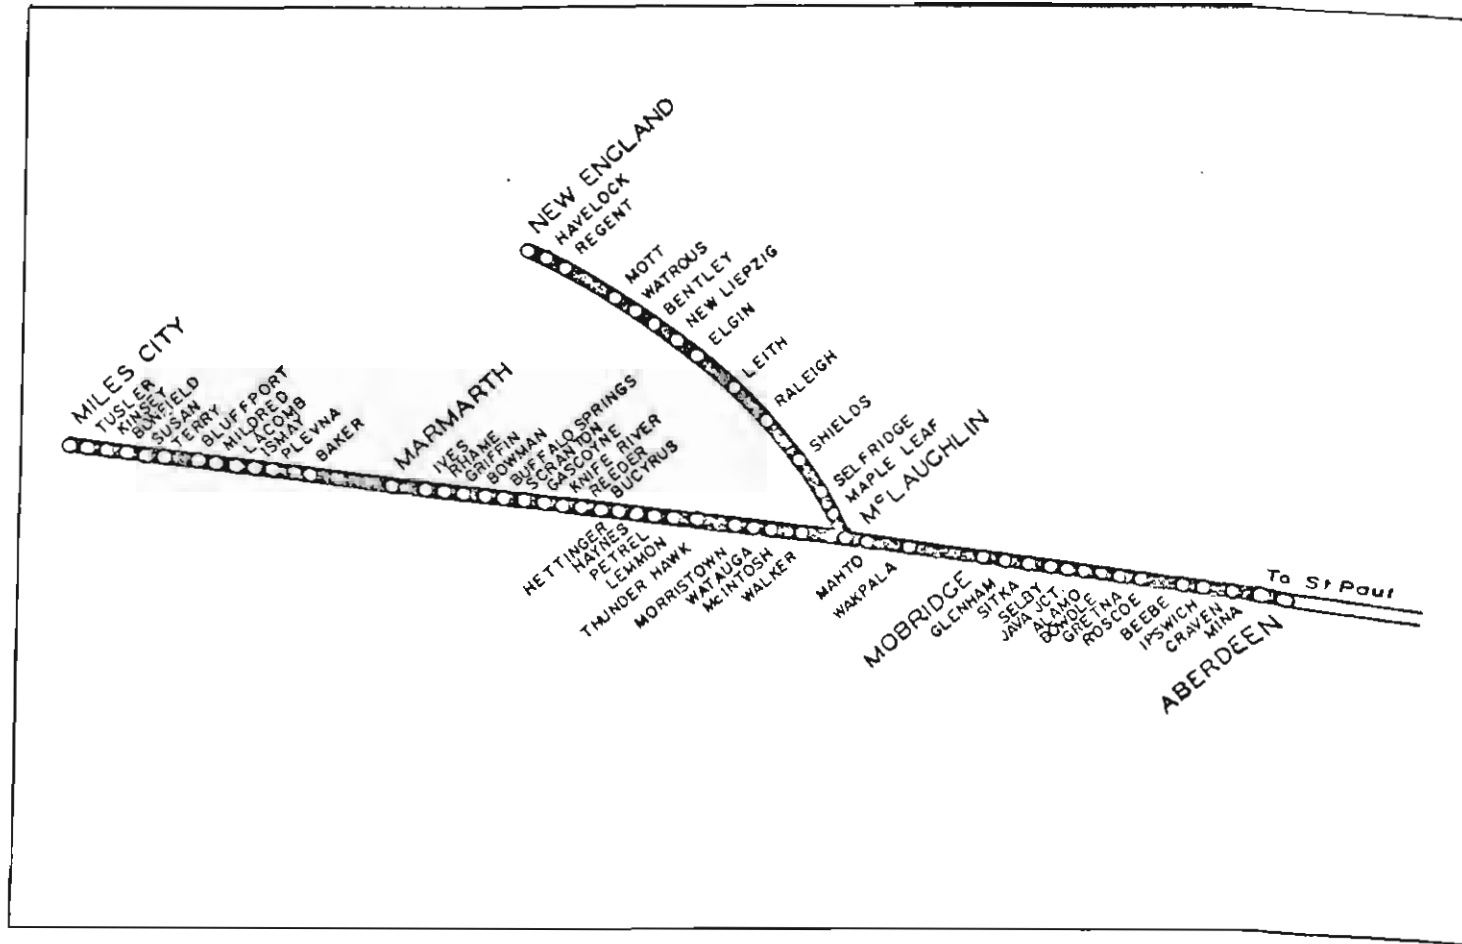 NEW ENGLAND
HAVELOCK
REGENT
MOTT
WATROUS
BENTLEY
NEW LIEPZIG
ELGIN
LEITH
RALEIGH
SHIELDS
SELFRIDGE
MAPLE LEAF
McLAUGHLIN
MILES CITY
TUSLER
KINSEY
BONFIELD
SUSAN
TERRY
BLUFFPORT
MILDRED
LACOMB
ISMAY
PLEVNA
BAKER
MARMARTH
IVES
RHAME
GRIFFIN
BOWMAN
BUFFALO SPRINGS
SCRANTON
GASCOYNE
KNIFE RIVER
REEDER
BUCYRUS
HETTINGER
HAYNES
PETREL
LEMMON
THUNDER HAWK
MORRISTOWN
WATAUGA
McINTOSH
WALKER
MAHTO
WAKPALA
MOBRIDGE
GLENHAM
SITKA
SELBY
JAVA JCT.
ALAMO
BOWDLE
GRETNA
ROSCOE
BEEBE
IPSWICH
CRAVEN
MINA
ABERDEEN
To St Paul